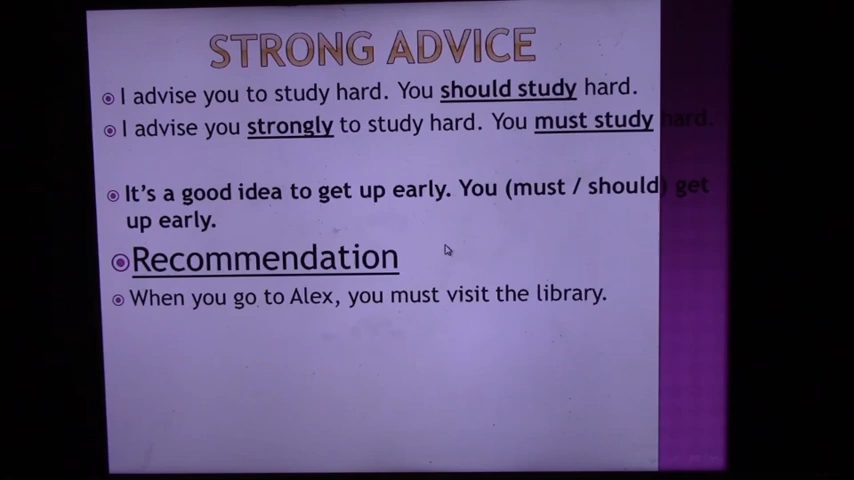 STRONG ADVICE
I advise you to study hard. You should study hard.
I advise you strongly to study hard. You must study hard.
It's a good idea to get up early. You (must / should) get
up early.
Recommendation
When you go to Alex, you must visit the library.